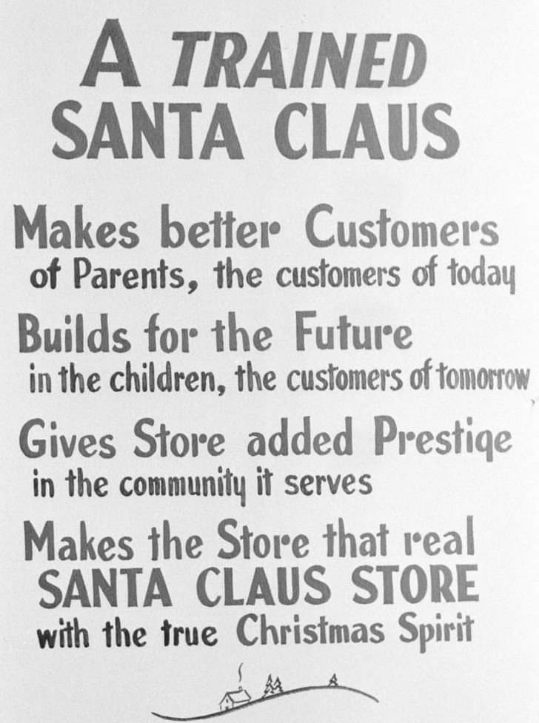 A TRAINED
SANTA CLAUS
Makes better Customers
of Parents, the customers of today
Builds for the Future
in the children, the customers of tomorrow
Gives Store added Prestige
in the community it serves
Makes the Store that real
SANTA CLAUS STORE
with the true Christmas Spirit